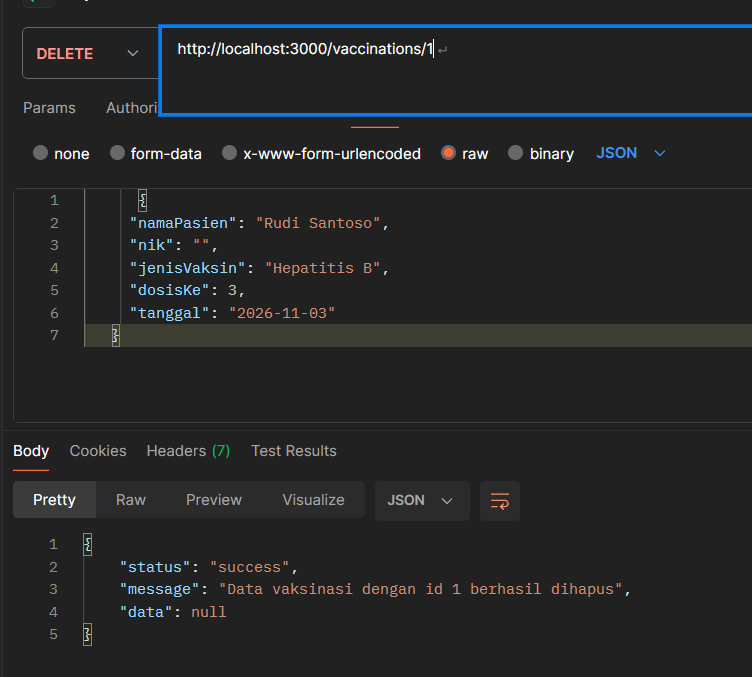 DELETE
http://localhost:3000/vaccinations/1
Params Authori
none form-data x-www-form-urlencoded raw binary JSON
1 {
2 "namaPasien": "Rudi Santoso",
3 "nik": "",
4 "jenisVaksin": "Hepatitis B",
5 "dosisKe": 3,
6 "tanggal": "2026-11-03"
7 }
Body Cookies Headers (7) Test Results
Pretty Raw Preview Visualize JSON
1 {
2 "status": "success",
3 "message": "Data vaksinasi dengan id 1 berhasil dihapus",
4 "data": null
5 }